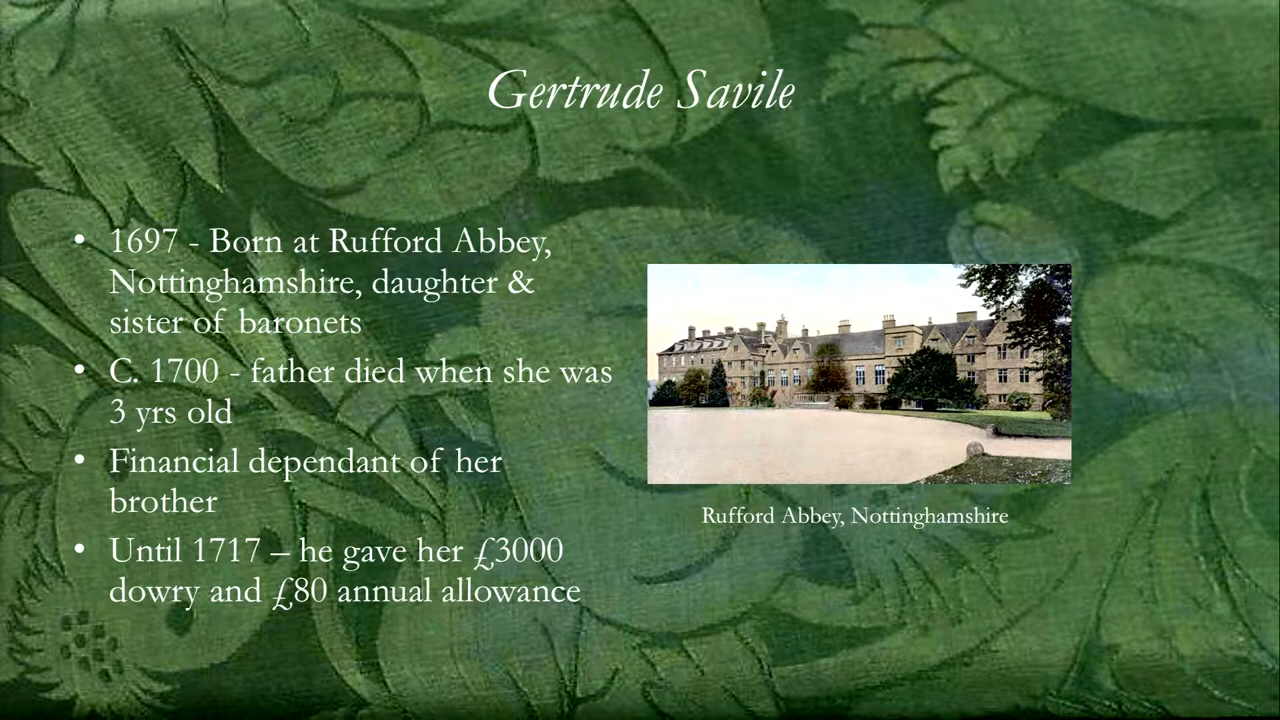 Gertrude Savile
• 1697 - Born at Rufford Abbey,
Nottinghamshire, daughter &
sister of baronets
• C. 1700 - father died when she was
3 yrs old
• Financial dependant of her
brother
• Until 1717 – he gave her £3000
dowry and £80 annual allowance
Rufford Abbey, Nottinghamshire